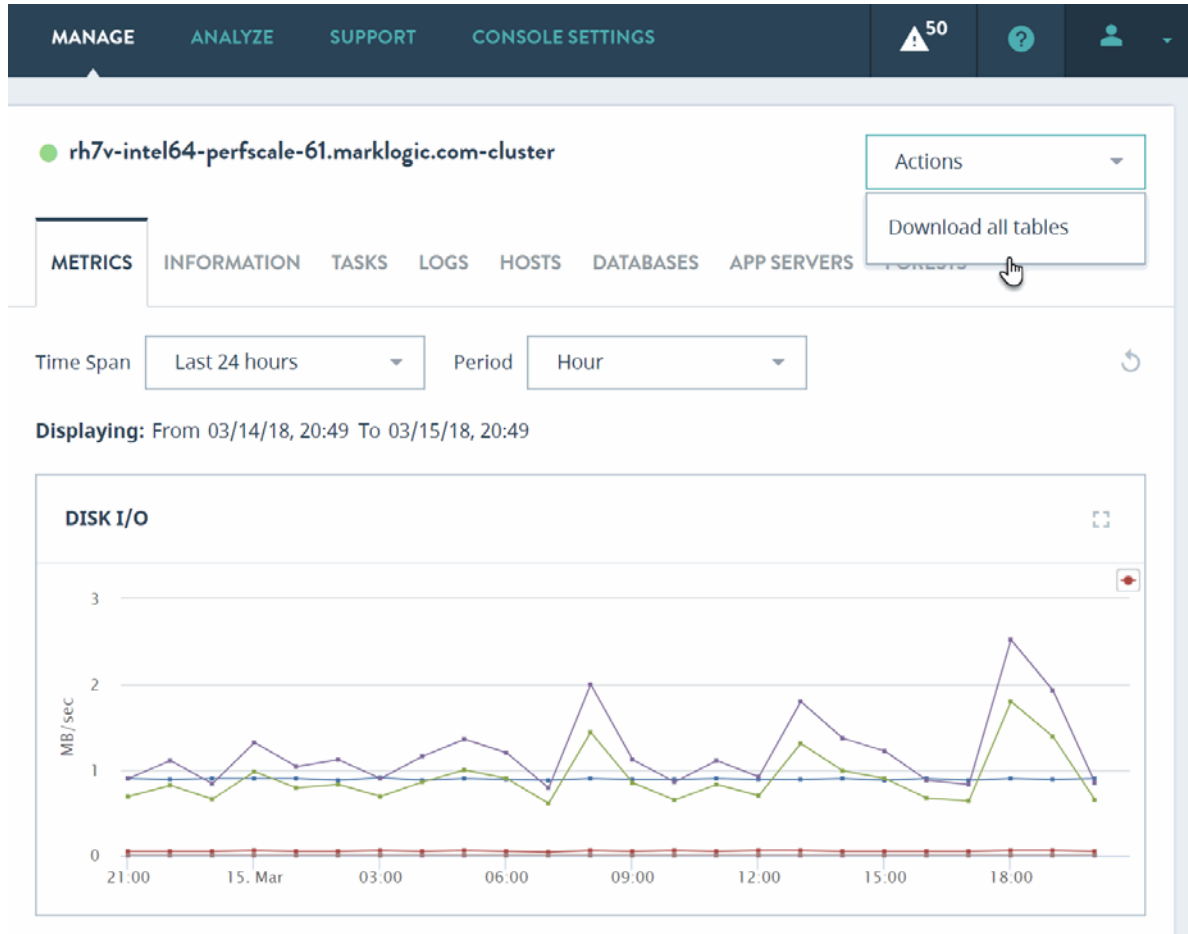 MANAGE ANALYZE SUPPORT CONSOLE SETTINGS 50 ?
rh7v-intel64-perfscale-61.marklogic.com-cluster
Actions
Download all tables
METRICS INFORMATION TASKS LOGS HOSTS DATABASES APP SERVERS
Time Span Last 24 hours Period Hour
Displaying: From 03/14/18, 20:49 To 03/15/18, 20:49
DISK I/O
3
2
MB/sec
1
0
21:00 15. Mar 03:00 06:00 09:00 12:00 15:00 18:00